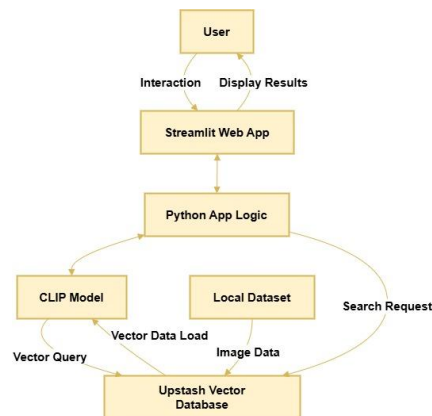 User
Interaction
Display Results
Streamlit Web App
Python App Logic
CLIP Model
Local Dataset
Search Request
Vector Data Load
Vector Query
Image Data
Upstash Vector
Database